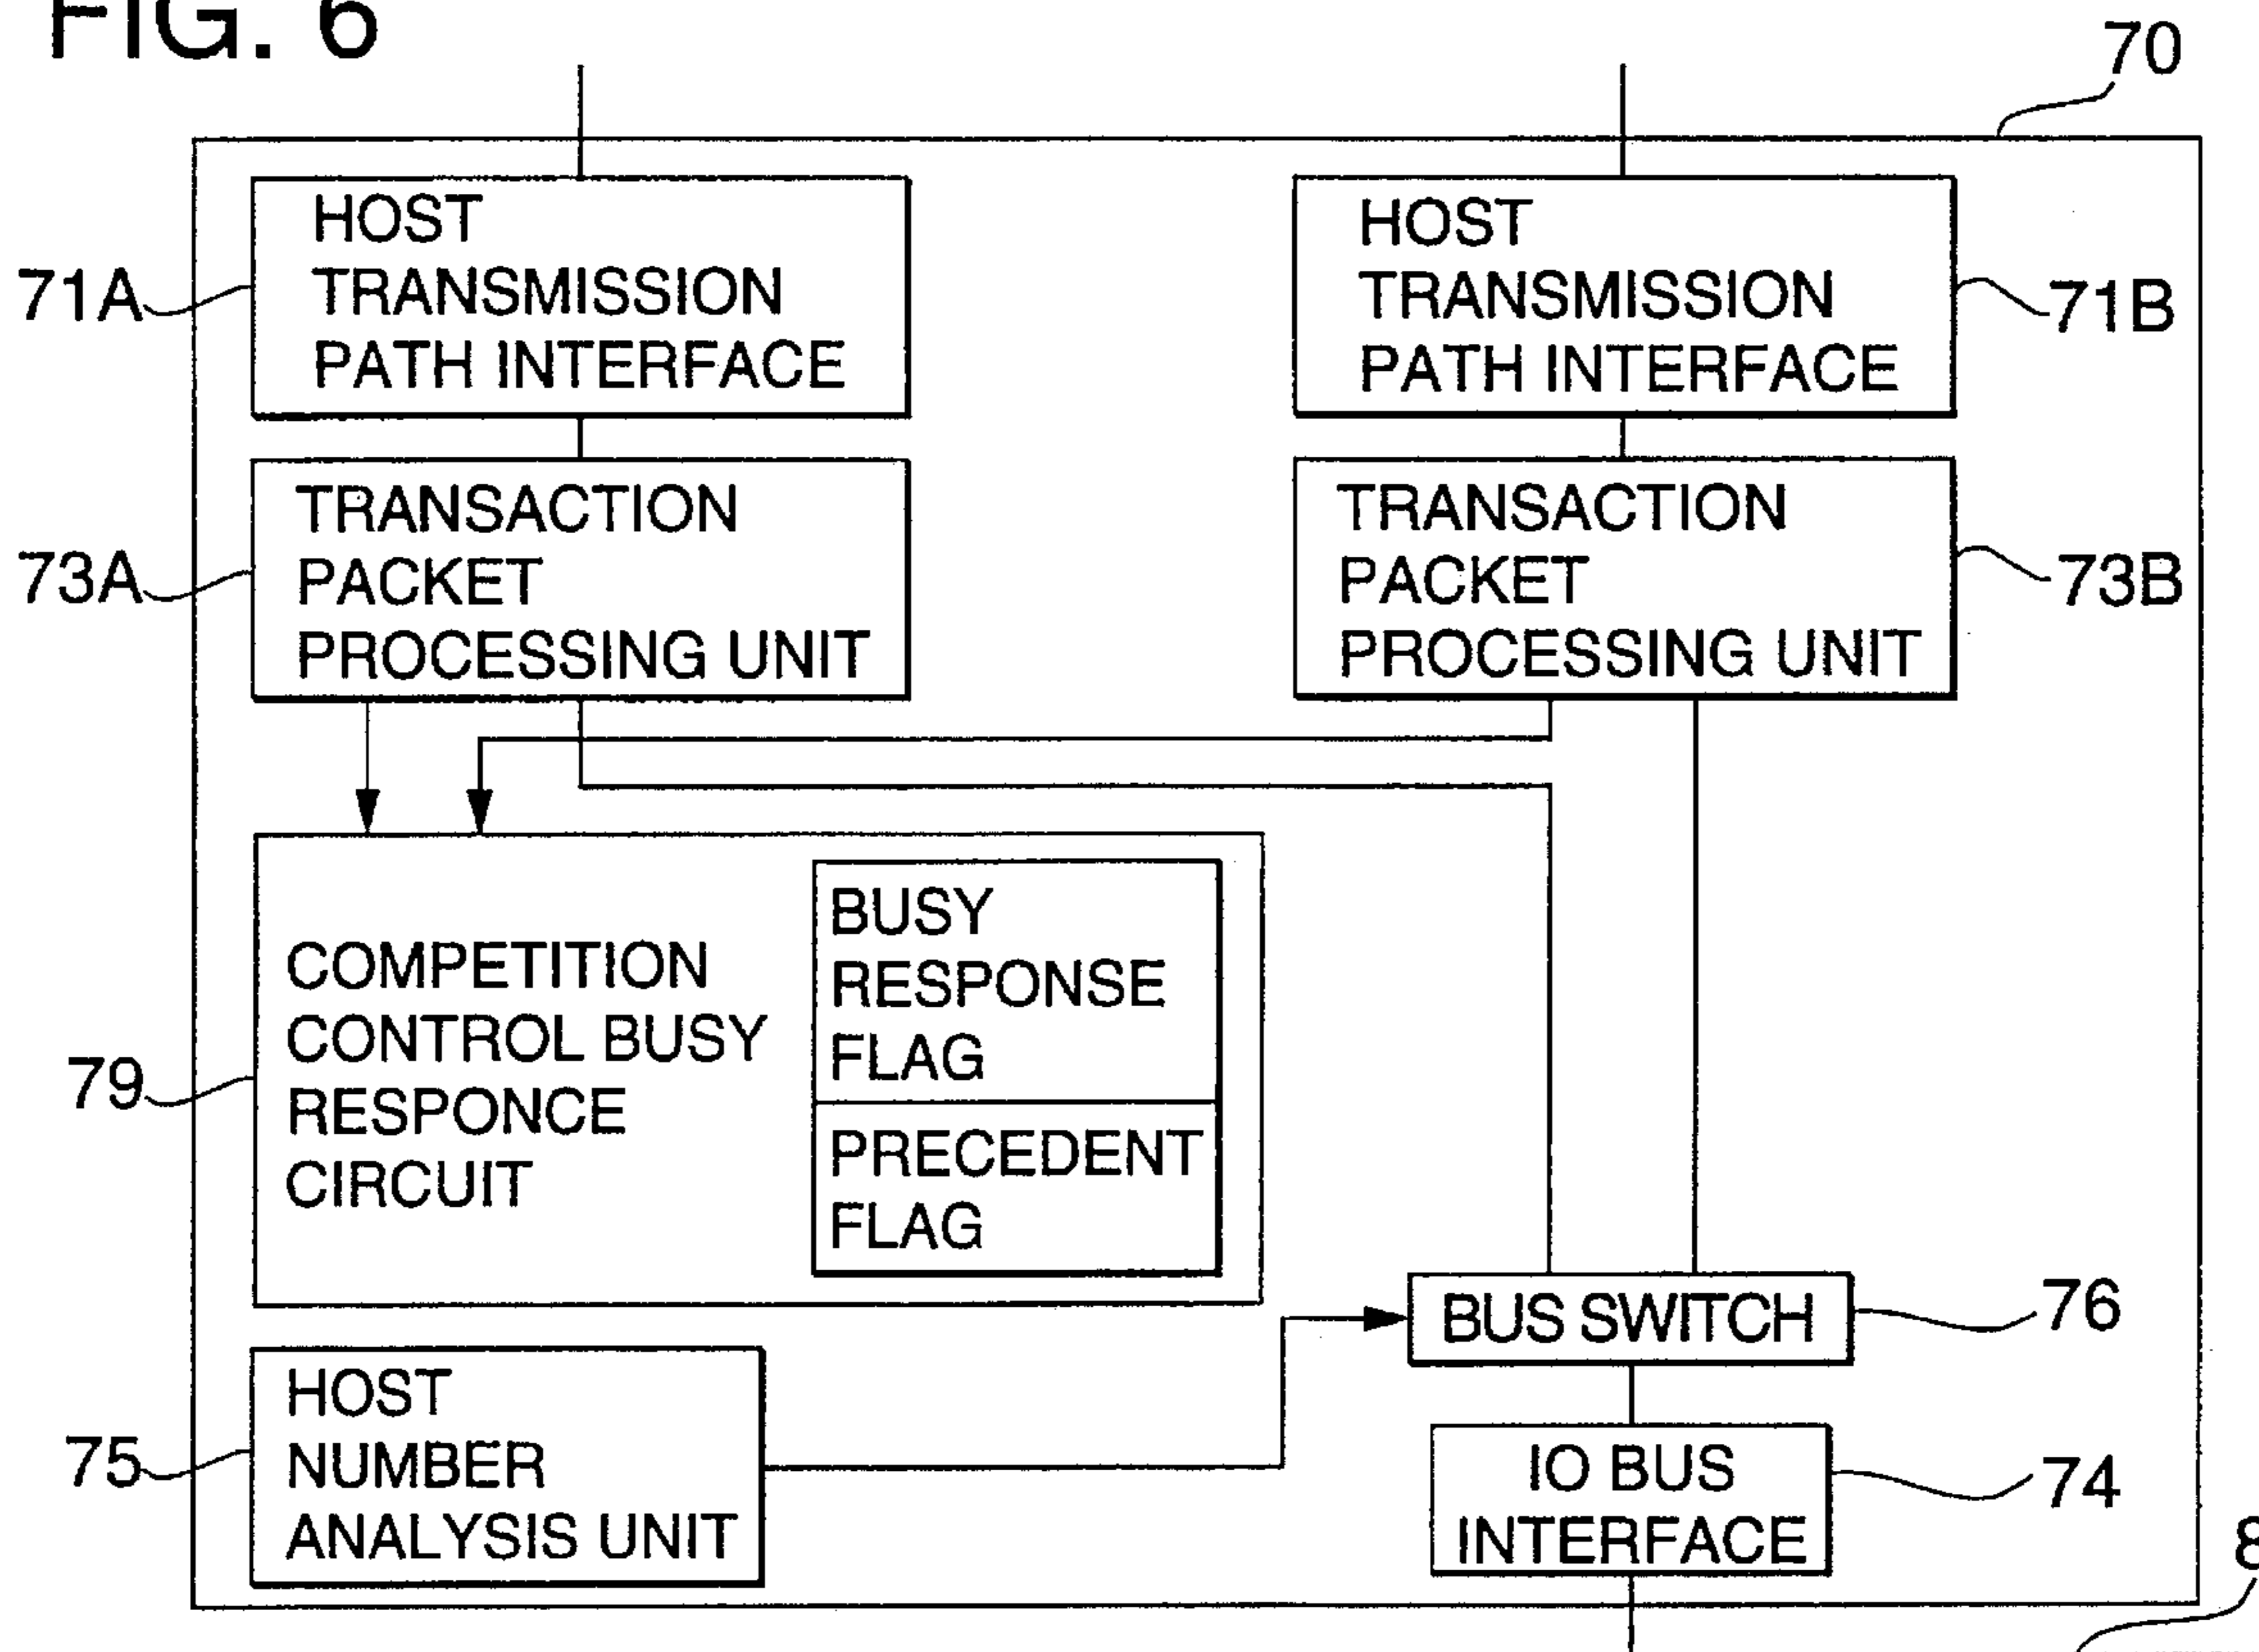 FIG. 6
70
HOST
TRANSMISSION
PATH INTERFACE
71A
HOST
TRANSMISSION
PATH INTERFACE
71B
TRANSACTION
PACKET
PROCESSING UNIT
73A
TRANSACTION
PACKET
PROCESSING UNIT
73B
COMPETITION
CONTROL BUSY
RESPONCE
CIRCUIT
79
BUSY
RESPONSE
FLAG
PRECEDENT
FLAG
BUS SWITCH
76
HOST
NUMBER
ANALYSIS UNIT
75
IO BUS
INTERFACE
74